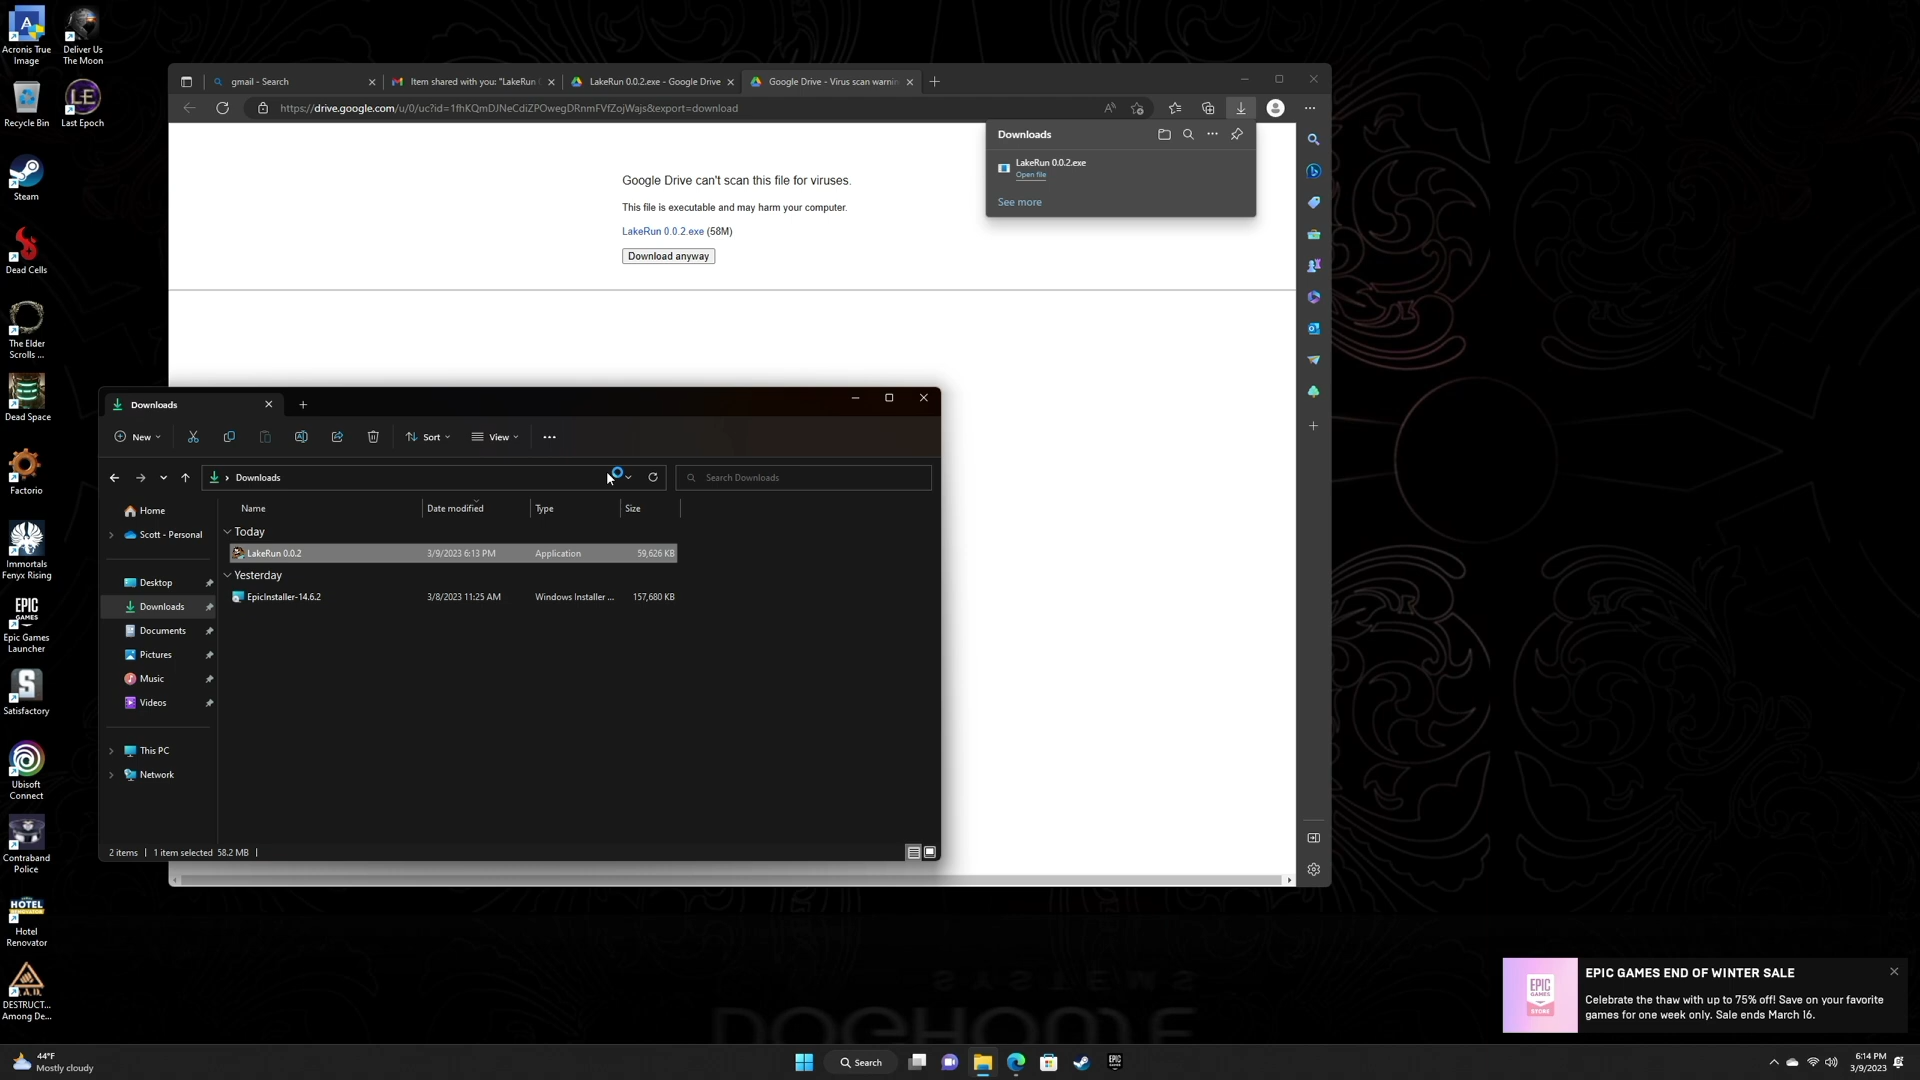 Acronis True
Image
Deliver Us
The Moon
Recycle Bin
Last Epoch
Steam
Dead Cells
The Elder
Scrolls ...
Dead Space
Factorio
Immortals
Fenyx Rising
EPIC
GAMES
Epic Games
Launcher
Satisfactory
Ubisoft
Connect
Contraband
Police
HOTEL
RENOVATOR
Hotel
Renovator
DESTRUCT...
Among De...
gmail - Search
Item shared with you: "LakeRun
LakeRun 0.0.2.exe - Google Drive
Google Drive - Virus scan warnin
https://drive.google.com/u/0/uc?id=1fhKQmDJNeCdiZPOwegDRnmFVfZojWajs&export=download
Downloads
LakeRun 0.0.2.exe
Open file
See more
Google Drive can't scan this file for viruses.
This file is executable and may harm your computer.
LakeRun 0.0.2.exe (58M)
Download anyway
Downloads
New
Sort
View
Downloads
Search Downloads
Name
Date modified
Type
Size
Home
Scott - Personal
Desktop
Downloads
Documents
Pictures
Music
Videos
This PC
Network
Today
LakeRun 0.0.2 3/9/2023 6:13 PM Application 59,626 KB
Yesterday
EpicInstaller-14.6.2 3/8/2023 11:25 AM Windows Installer ... 157,680 KB
2 items
1 item selected 58.2 MB
EPIC
GAMES
STORE
EPIC GAMES END OF WINTER SALE
Celebrate the thaw with up to 75% off! Save on your favorite
games for one week only. Sale ends March 16.
44°F
Mostly cloudy
Search
EPIC
GAMES
6:14 PM
3/9/2023